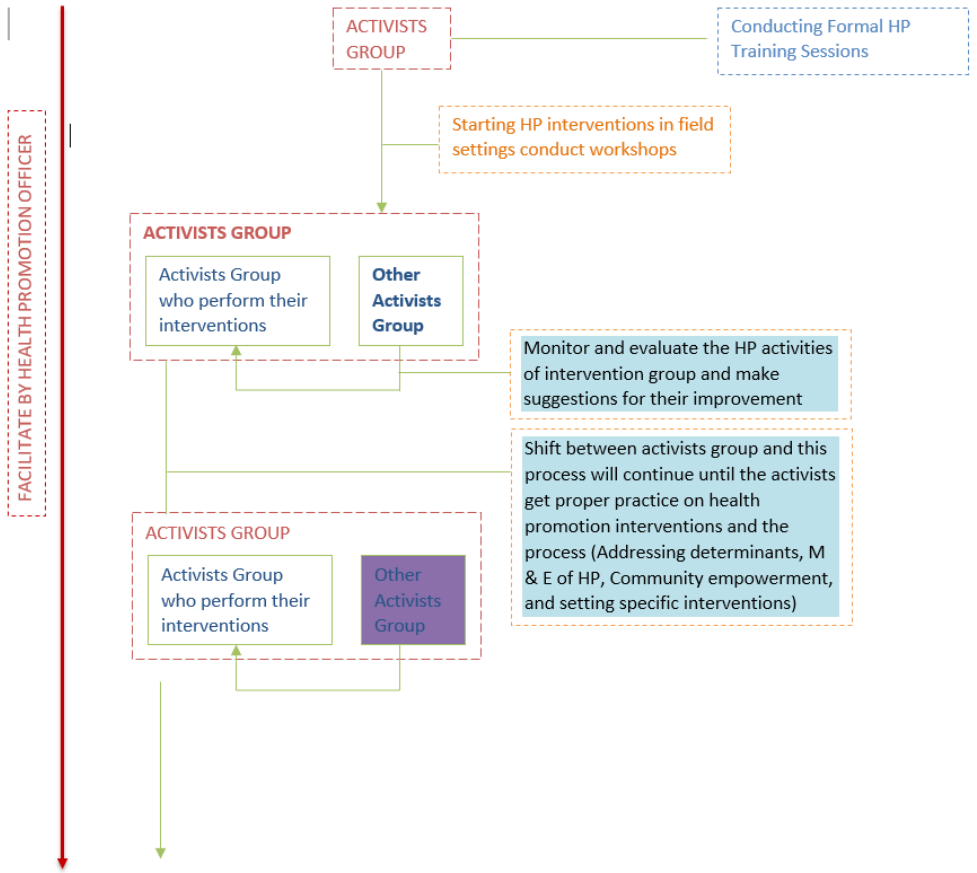 ACTIVISTS
GROUP
Conducting Formal HP
Training Sessions
Starting HP interventions in field
settings conduct workshops
FACILITATE BY HEALTH PROMOTION OFFICER
ACTIVISTS GROUP
Activists Group
who perform their
interventions
Other
Activists
Group
Monitor and evaluate the HP activities
of intervention group and make
suggestions for their improvement
Shift between activists group and this
process will continue until the activists
get proper practice on health
promotion interventions and the
process (Addressing determinants, M
& E of HP, Community empowerment,
and setting specific interventions)
ACTIVISTS GROUP
Activists Group
who perform their
interventions
Other
Activists
Group